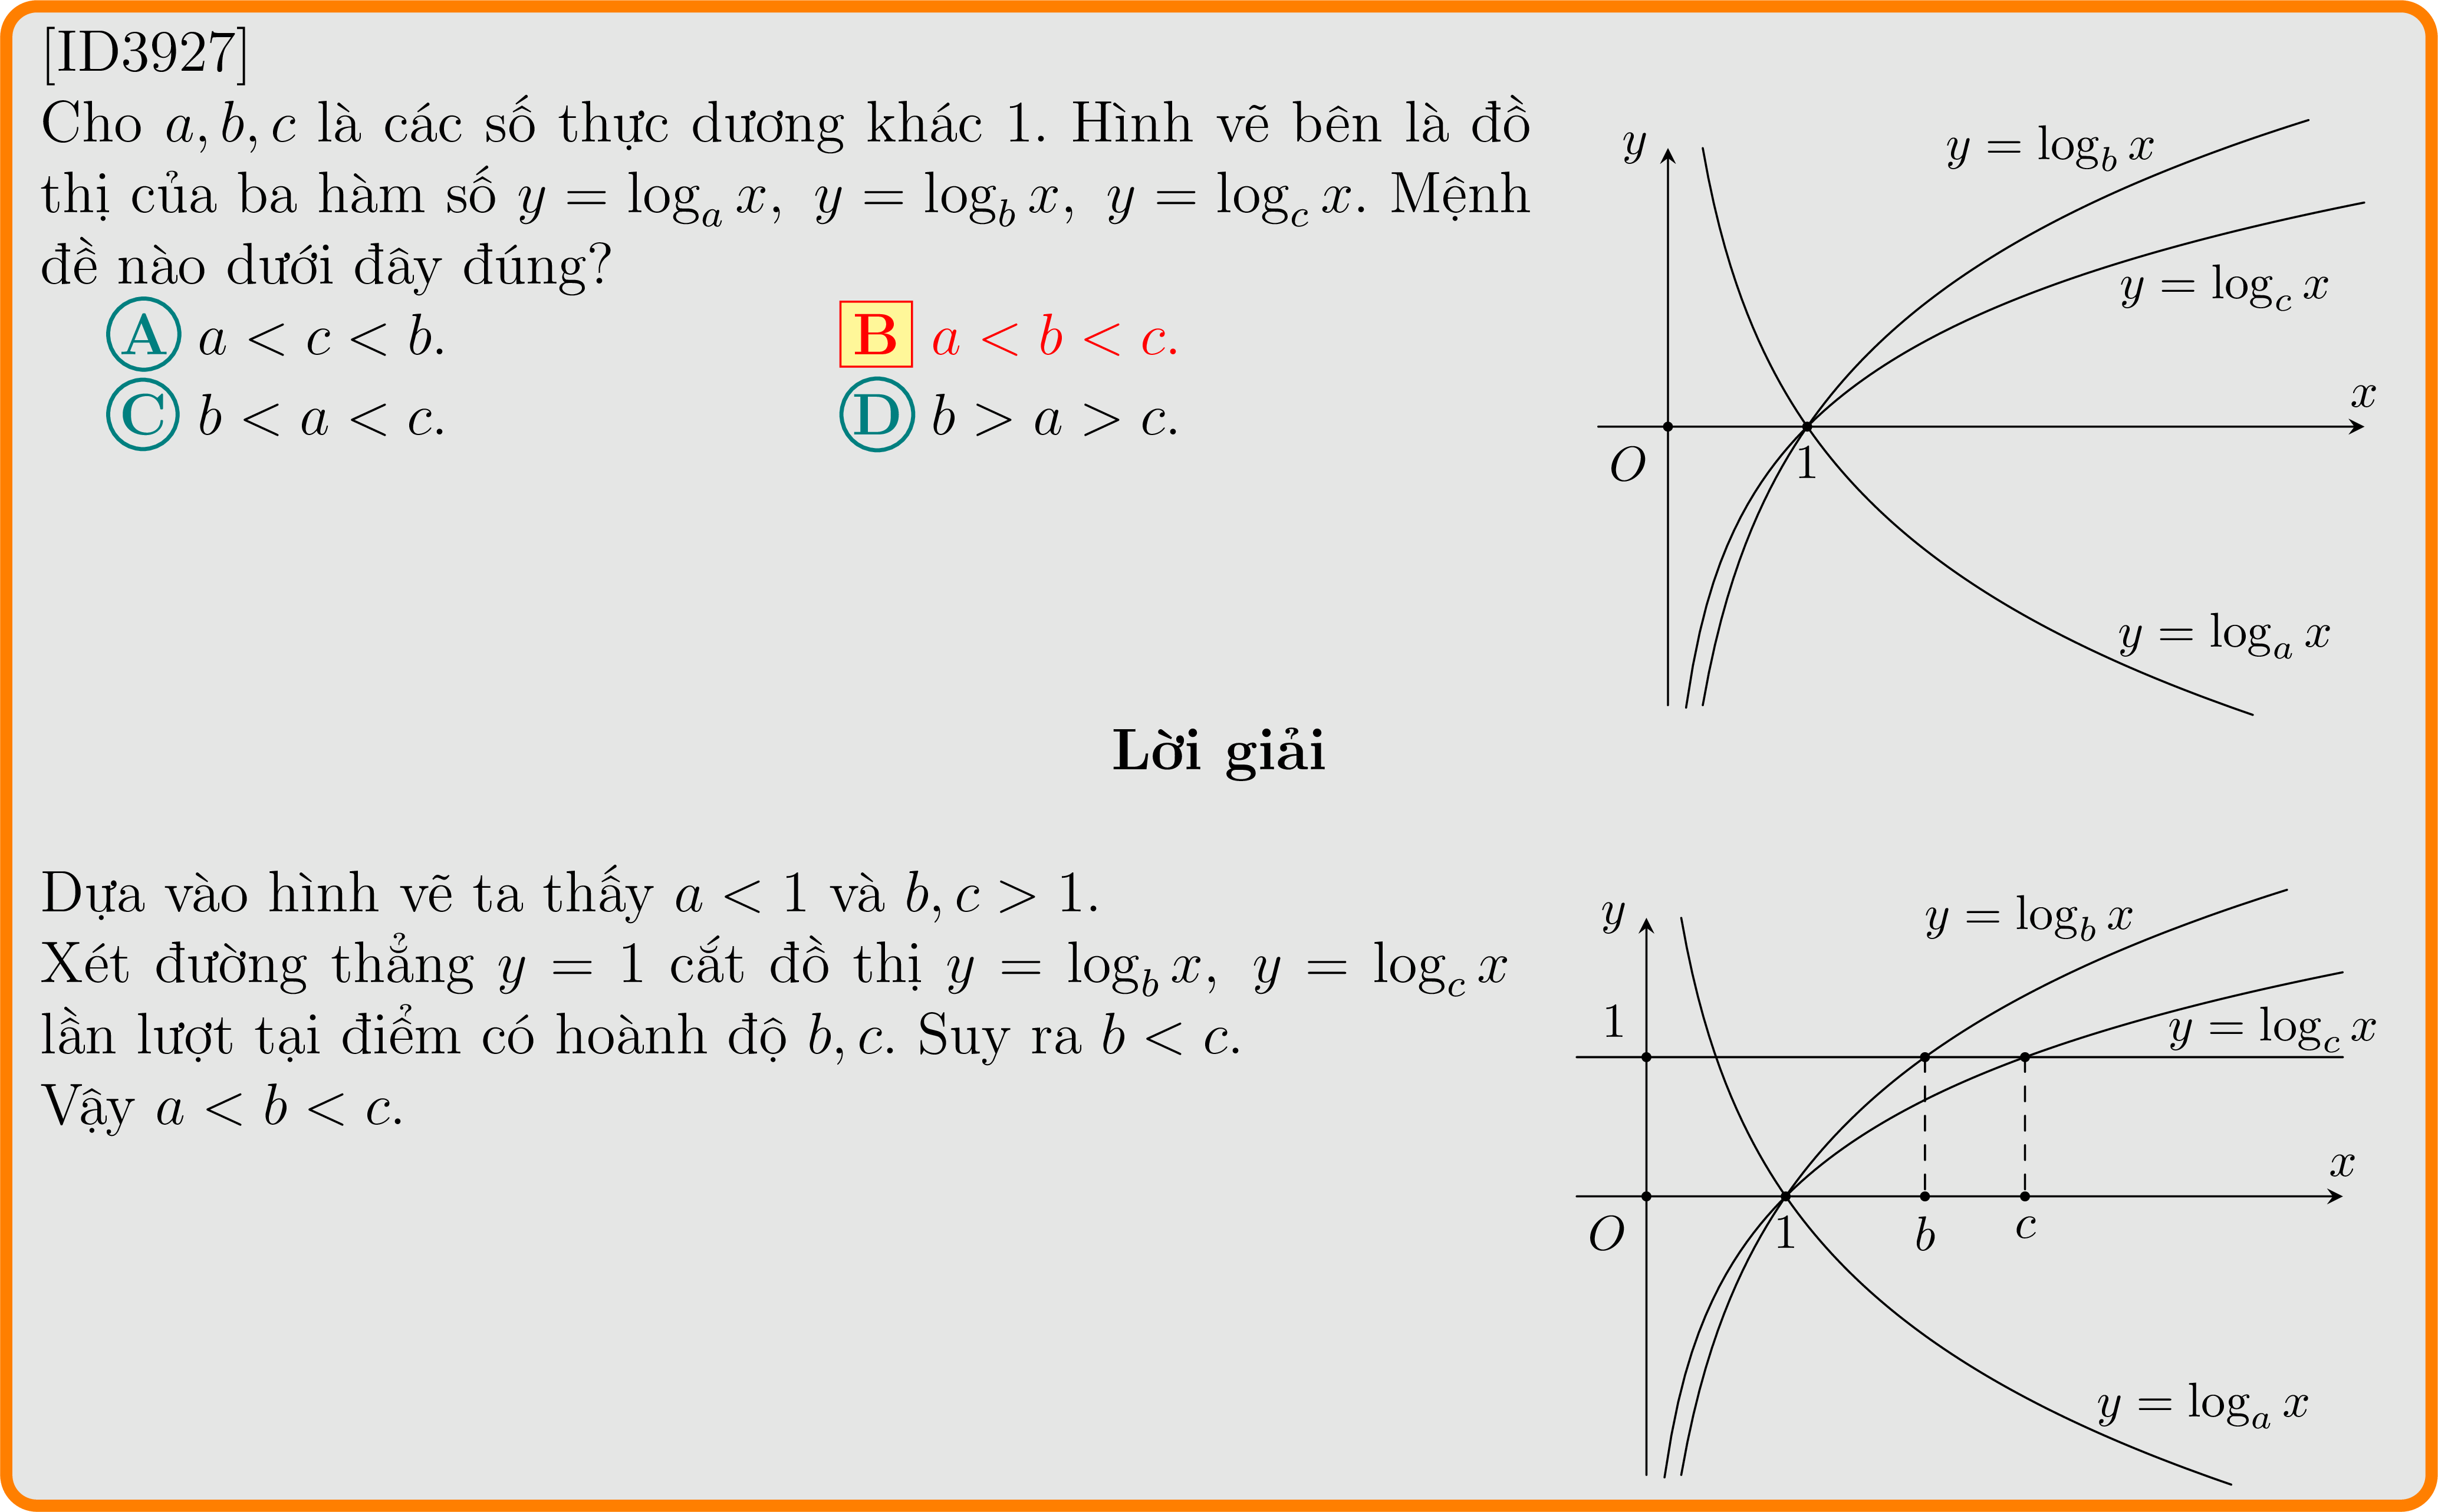 [ID3927]
Cho a, b, c là các số thực dương khác 1. Hình vẽ bên là đồ
thị của ba hàm số y = log_a x, y = log_b x, y = log_c x. Mệnh
đề nào dưới đây đúng?
A a < c < b.
B a < b < c.
C b < a < c.
D b > a > c.
y
y = log_b x
y = log_c x
x
O
1
y = log_a x
Lời giải
Dựa vào hình vẽ ta thấy a < 1 và b, c > 1.
Xét đường thẳng y = 1 cắt đồ thị y = log_b x, y = log_c x
lần lượt tại điểm có hoành độ b, c. Suy ra b < c.
Vậy a < b < c.
y
y = log_b x
1
y = log_c x
x
O
1
b
c
y = log_a x